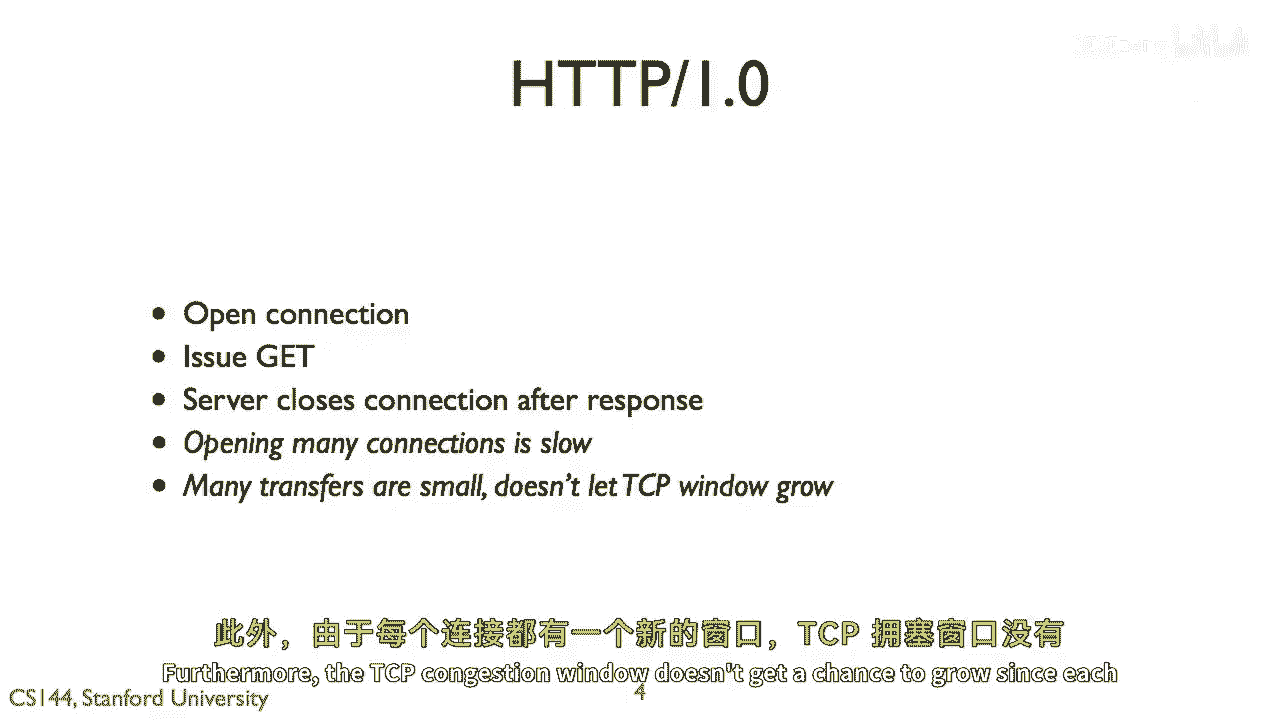 HTTP/1.0
• Open connection
• Issue GET
• Server closes connection after response
• Opening many connections is slow
• Many transfers are small, doesn't let TCP window grow
此外，由于每个连接都有一个新的窗口，TCP 拥塞窗口没有
Furthermore, the TCP congestion window doesn't get a chance to grow since each
CS144, Stanford University
4